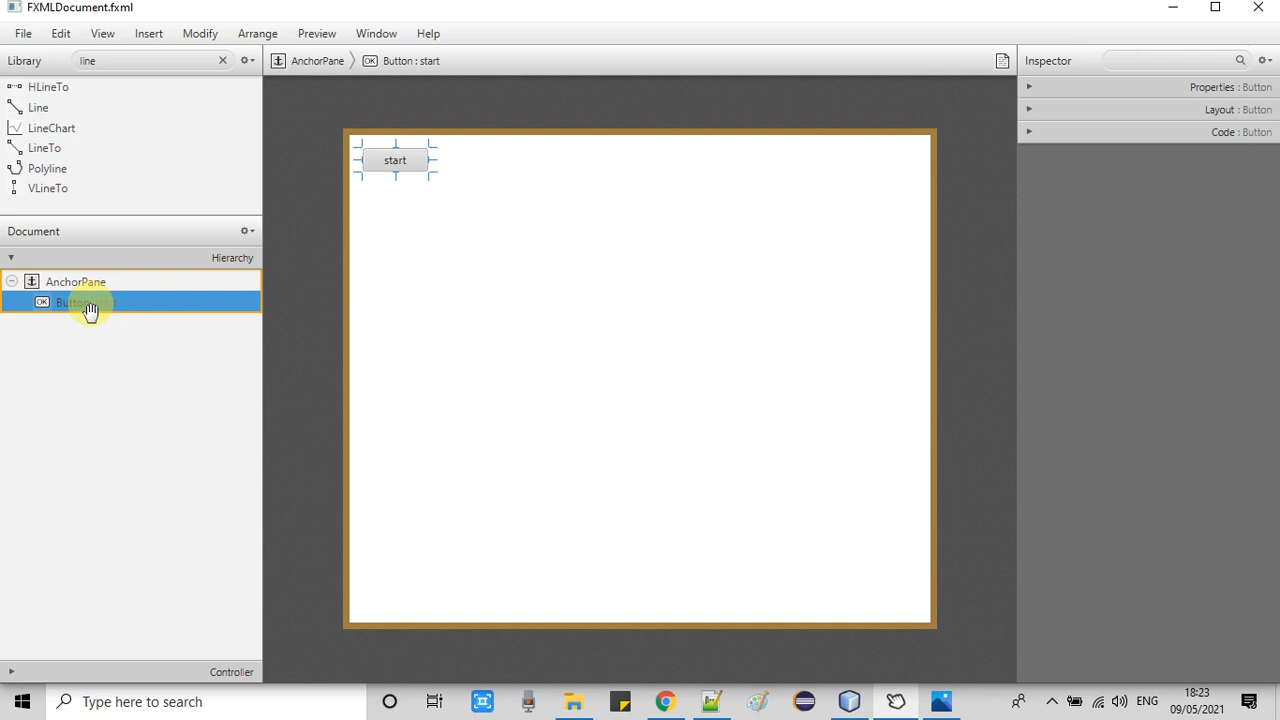 FXMLDocument.fxml
File Edit View Insert Modify Arrange Preview Window Help
Library line AnchorPane Button : start Inspector
HLineTo
Line
LineChart
LineTo
Polyline
VLineTo
Properties : Button
Layout : Button
Code : Button
start
Document
Hierarchy
AnchorPane
OK Button
Controller
Type here to search
ENG
18:23
09/05/2021